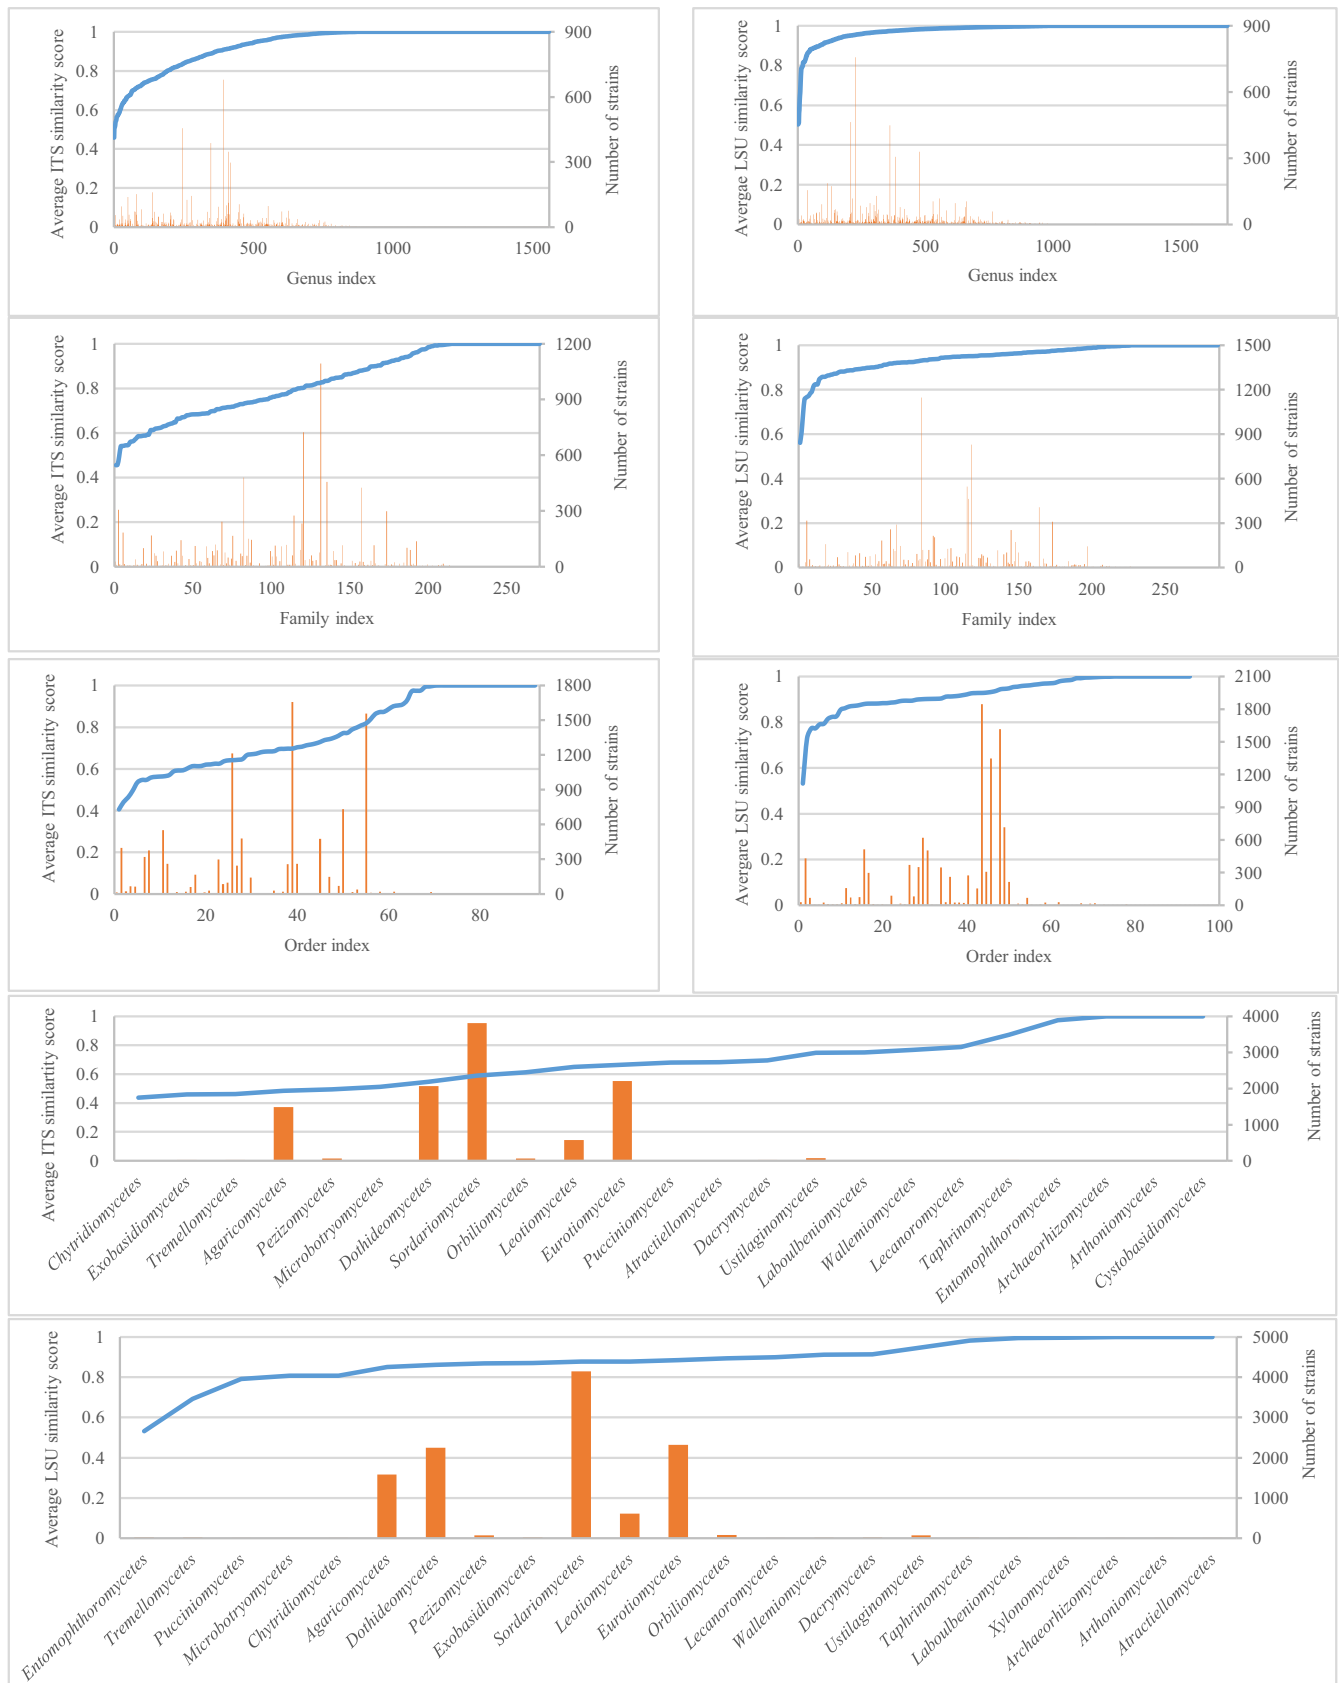 Average ITS similarity score
1
0.8
0.6
0.4
0.2
0
900
600
300
0
Number of strains
0 500 1000 1500
Genus index
Avergae LSU similarity score
1
0.8
0.6
0.4
0.2
0
900
600
300
0
Number of strains
0 500 1000 1500
Genus index
Average ITS similarity score
1
0.8
0.6
0.4
0.2
0
1200
900
600
300
0
Number of strains
0 50 100 150 200 250
Family index
Average LSU similarity score
1
0.8
0.6
0.4
0.2
0
1500
1200
900
600
300
0
Number of strains
0 50 100 150 200 250
Family index
Average ITS similarity score
1
0.8
0.6
0.4
0.2
0
1800
1500
1200
900
600
300
0
Number of strains
0 20 40 60 80
Order index
Avergare LSU similarity score
1
0.8
0.6
0.4
0.2
0
2100
1800
1500
1200
900
600
300
0
Number of strains
0 20 40 60 80 100
Order index
Average ITS similartity score
1
0.8
0.6
0.4
0.2
0
4000
3000
2000
1000
0
Number of strains
Chytridiomycetes
Exobasidiomycetes
Tremellomycetes
Agaricomycetes
Pezizomycetes
Microbotryomycetes
Dothideomycetes
Sordariomycetes
Orbiliomycetes
Leotiomycetes
Eurotiomycetes
Pucciniomycetes
Atractiellomycetes
Dacrymycetes
Ustilaginomycetes
Laboulbeniomycetes
Wallemiomycetes
Lecanoromycetes
Taphrinomycetes
Entomophthoromycetes
Archaeorhizomycetes
Arthoniomycetes
Cystobasidiomycetes
Average LSU similarity score
1
0.8
0.6
0.4
0.2
0
5000
4000
3000
2000
1000
0
Number of strains
Entomophthoromycetes
Tremellomycetes
Pucciniomycetes
Microbotryomycetes
Chytridiomycetes
Agaricomycetes
Dothideomycetes
Pezizomycetes
Exobasidiomycetes
Sordariomycetes
Leotiomycetes
Eurotiomycetes
Orbiliomycetes
Lecanoromycetes
Wallemiomycetes
Dacrymycetes
Ustilaginomycetes
Taphrinomycetes
Laboulbeniomycetes
Xylonomycetes
Archaeorhizomycetes
Arthoniomycetes
Atractiellomycetes